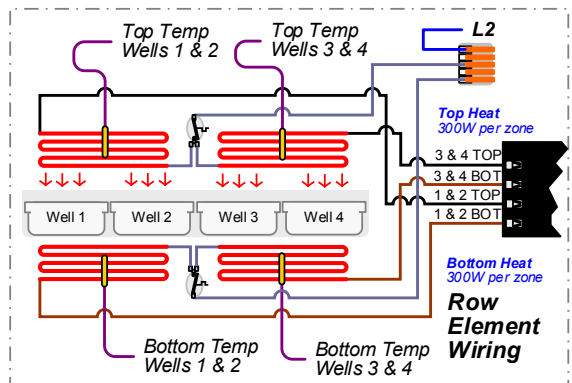 Top Temp
Wells 1 & 2
Top Temp
Wells 3 & 4
L2
Top Heat
300W per zone
3 & 4 TOP
3 & 4 BOT
1 & 2 TOP
1 & 2 BOT
Well 1
Well 2
Well 3
Well 4
Bottom Heat
300W per zone
Row
Element
Wiring
Bottom Temp
Wells 1 & 2
Bottom Temp
Wells 3 & 4